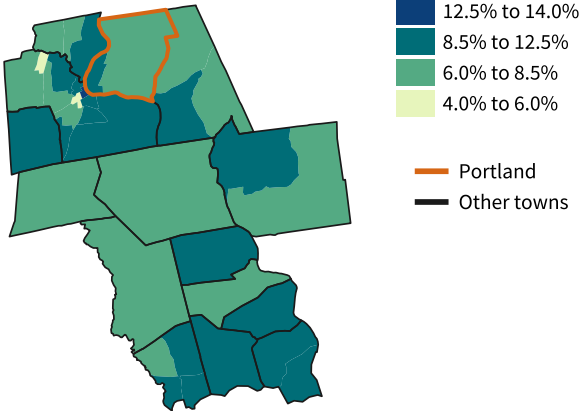 12.5% to 14.0%
8.5% to 12.5%
6.0% to 8.5%
4.0% to 6.0%
Portland
Other towns